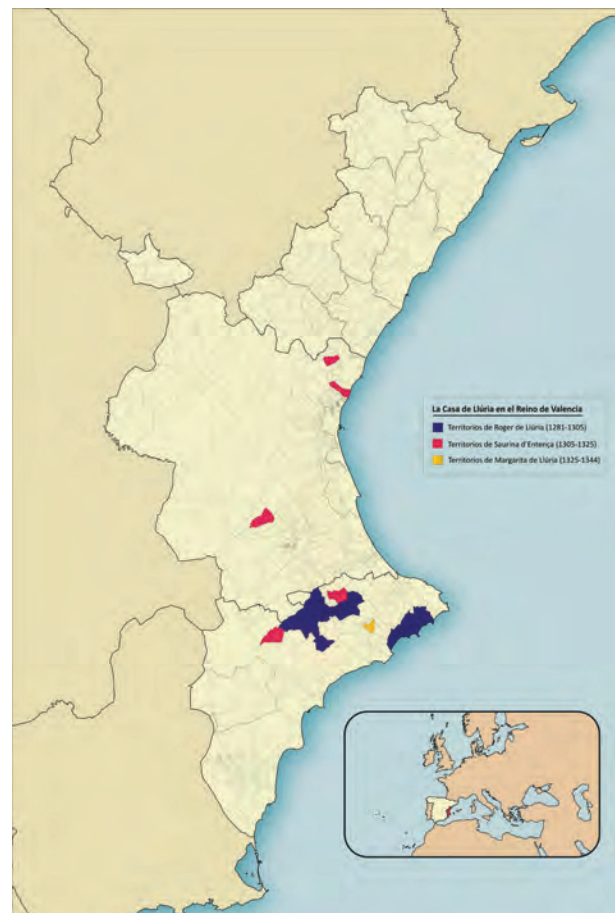 La Casa de Llúria en el Reino de Valencia
Territorios de Roger de Llúria (1281-1305)
Territorios de Saurina d'Entença (1305-1325)
Territorios de Margarita de Llúria (1325-1344)